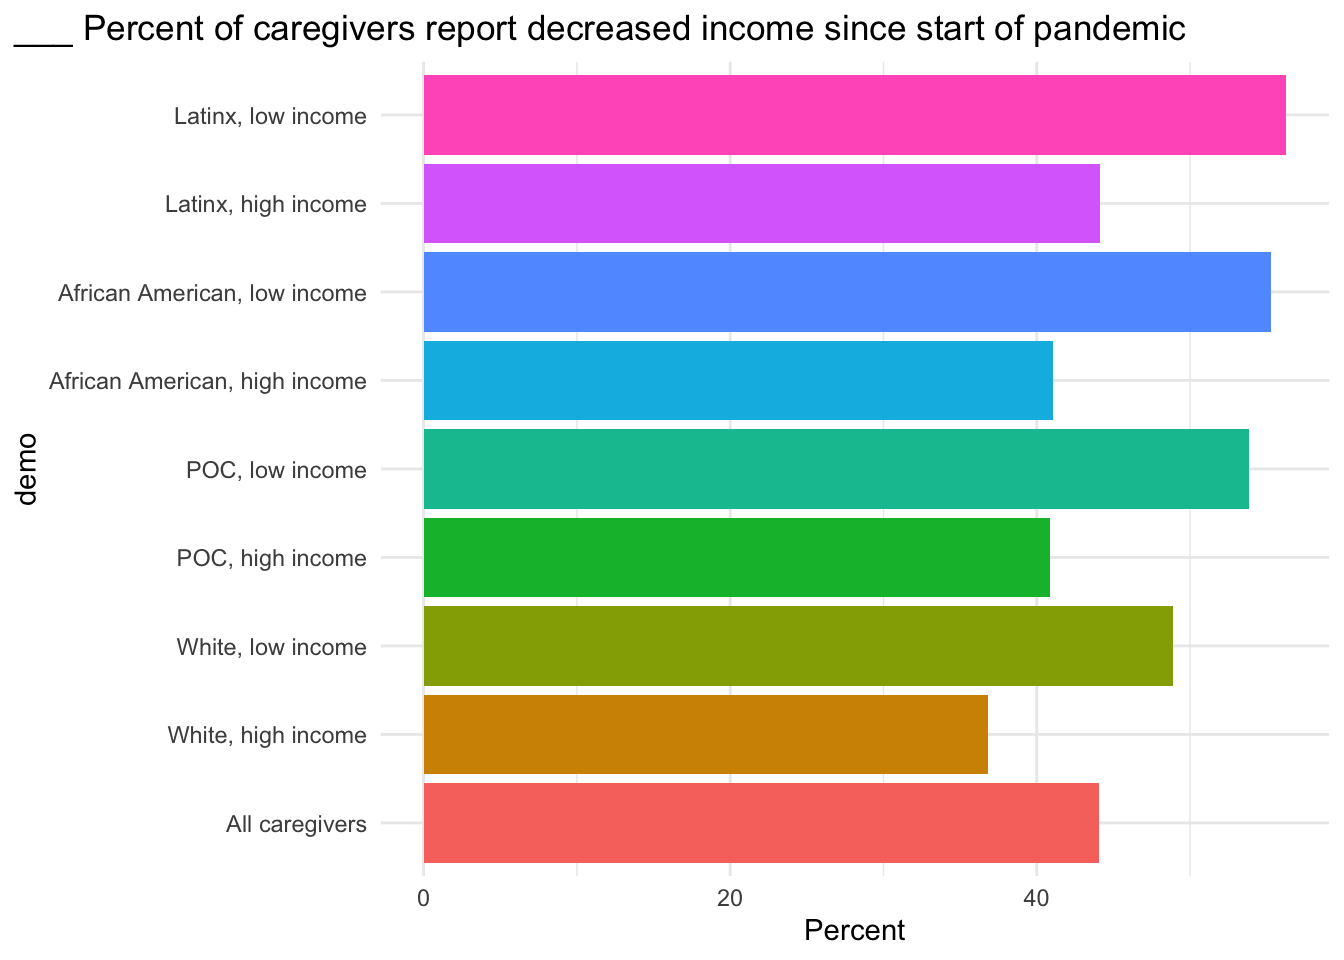 ___ Percent of caregivers report decreased income since start of pandemic
Latinx, low income
Latinx, high income
African American, low income
African American, high income
POC, low income
POC, high income
White, low income
White, high income
All caregivers
demo
0 20 40
Percent